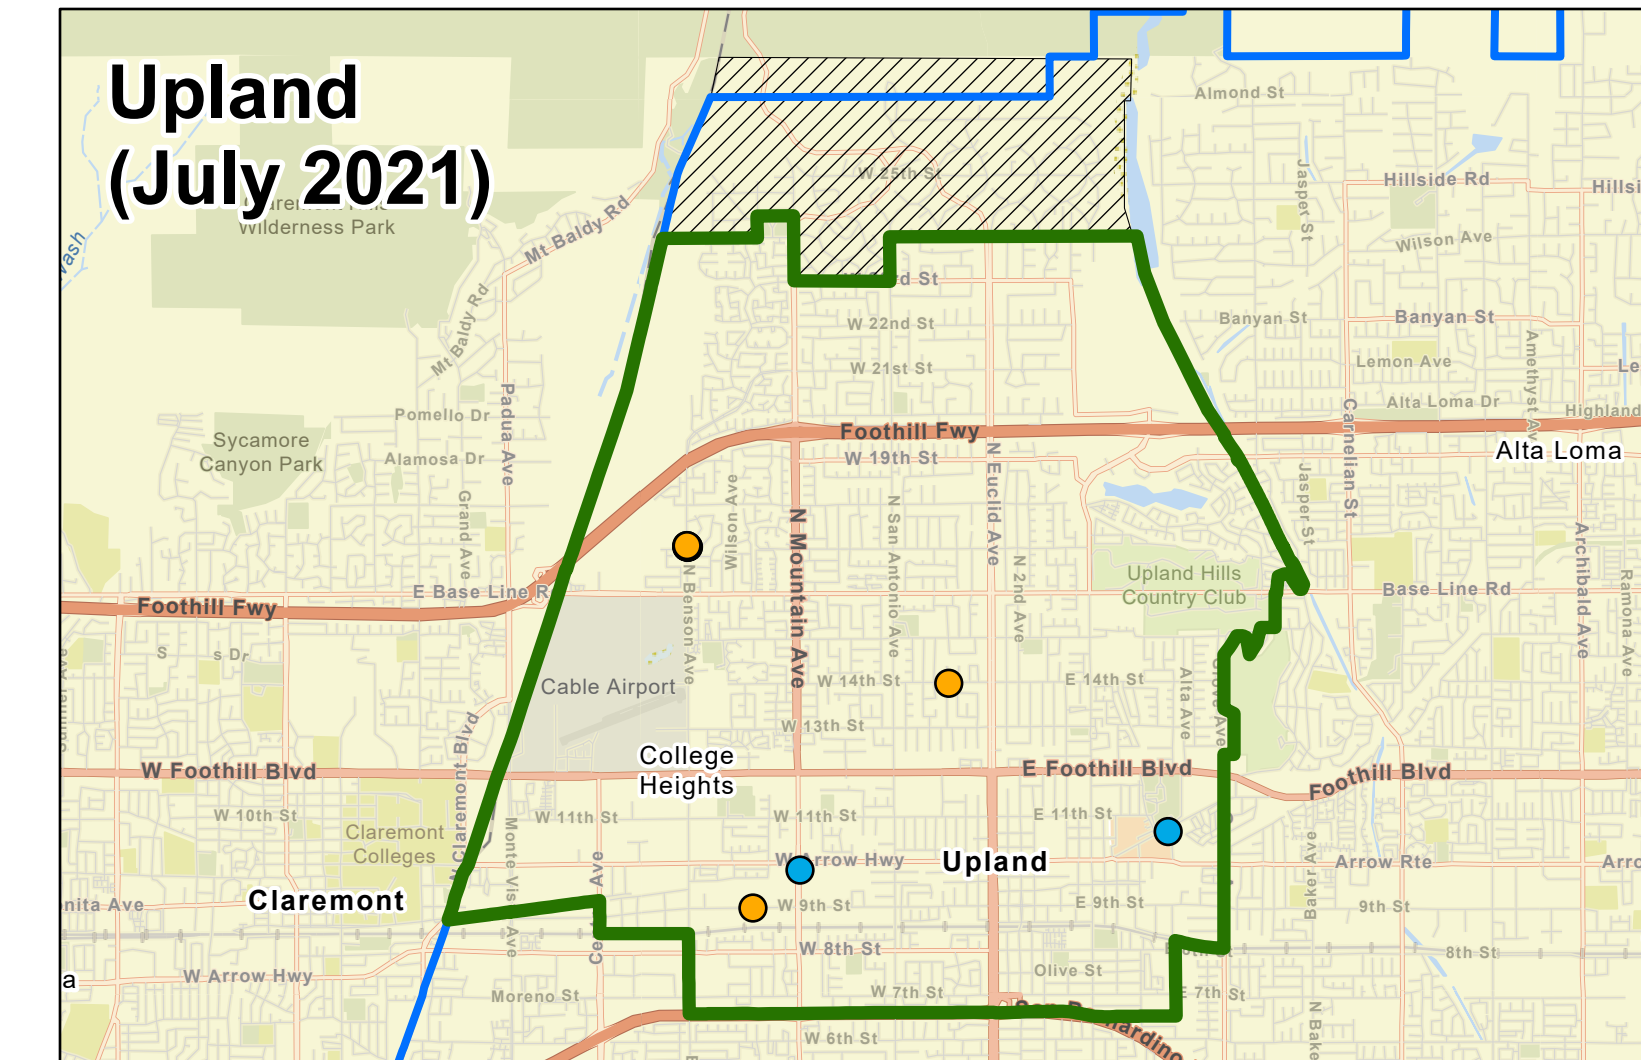 Upland
(July 2021)
Wilderness Park
Mt Baldy Rd
Mt Baldy Rd
Almond St
W 25th St
Jasper St
Hillside Rd
Wilson Ave
W 22nd St
Banyan St
Banyan St
W 21st St
Lemon Ave
Amethyst
Pomello Dr
Padua Ave
Alta Loma Dr
Highland
Carnelian St
Foothill Fwy
Sycamore
Canyon Park
Alamosa Dr
W 19th St
N Euclid Ave
Alta Loma
Grand Ave
Wilson Ave
N Mountain Ave
N San Antonio Ave
Jasper St
Archibald Ave
N Benson Ave
N 2nd Ave
Upland Hills
Country Club
Ramona Ave
E Base Line
Base Line Rd
Foothill Fwy
S
s Dr
Cable Airport
W 14th St
E 14th St
Alta Ave
W 13th St
N Claremont Blvd
College
Heights
W Foothill Blvd
E Foothill Blvd
Foothill Blvd
W 10th St
W 11th St
W 11th St
E 11th St
Claremont
Colleges
W Arrow Hwy
Upland
Baker Ave
Arrow Rte
Arro
Claremont
nita Ave
W 9th St
E 9th St
9th St
W 8th St
8th St
a
W Arrow Hwy
Olive St
Moreno St
W 7th St
E 7th St
W 6th St
N Bake